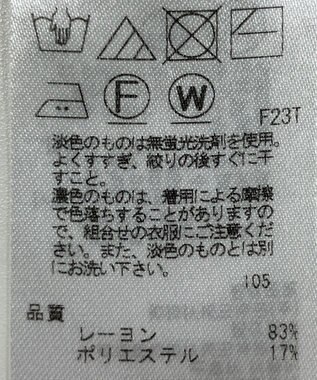 F W
F23T
淡色のものは無蛍光洗剤を使用。
よくすすぎ、絞りの後すぐに干
すこと。
濃色のものは、着用による摩擦
で色落ちすることがありますの
で、組合せの衣服にご注意くだ
さい。また、淡色のものとは別
にお洗い下さい。
105
品質
レーヨン 83%
ポリエステル 17%